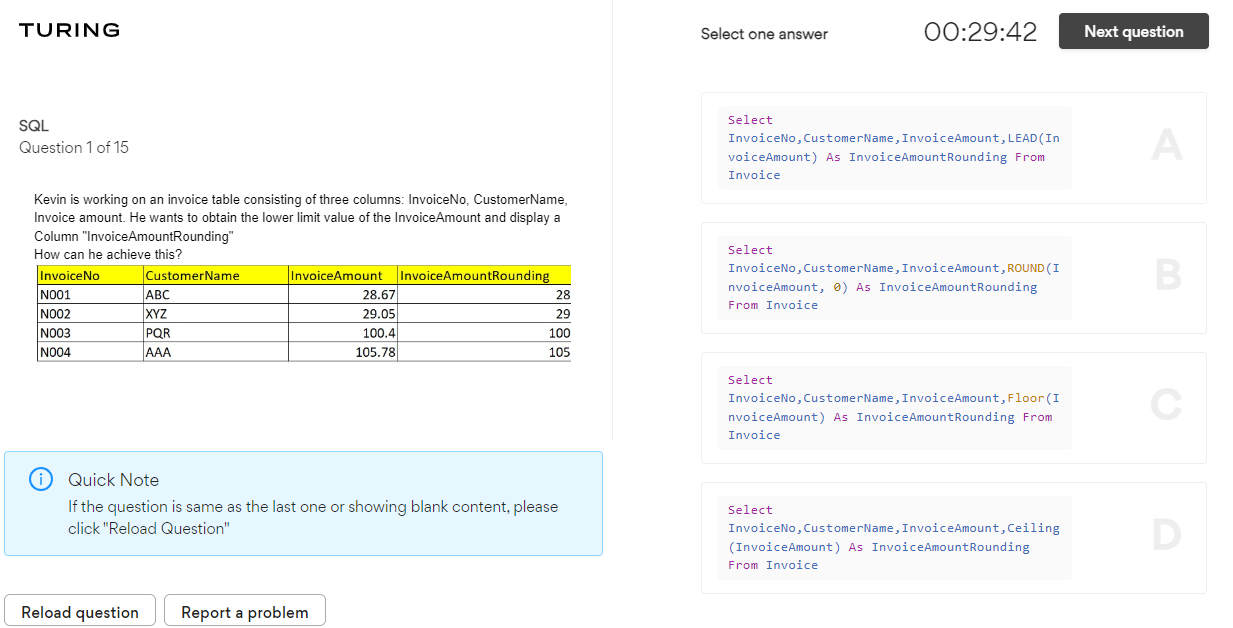 TURING
SQL
Question 1 of 15
Kevin is working on an invoice table consisting of three columns: InvoiceNo, CustomerName,
Invoice amount. He wants to obtain the lower limit value of the InvoiceAmount and display a
Column "InvoiceAmountRounding"
How can he achieve this?
InvoiceNo CustomerName InvoiceAmount InvoiceAmountRounding
N001 ABC 28.67 28
N002 XYZ 29.05 29
N003 PQR 100.4 100
N004 AAA 105.78 105
Quick Note
If the question is same as the last one or showing blank content, please
click "Reload Question"
Reload question Report a problem
Select one answer 00:29:42 Next question
Select
InvoiceNo,CustomerName,InvoiceAmount,LEAD(In
voiceAmount) As InvoiceAmountRounding From
Invoice
A
Select
InvoiceNo,CustomerName,InvoiceAmount,ROUND(I
nvoiceAmount, 0) As InvoiceAmountRounding
From Invoice
B
Select
InvoiceNo,CustomerName,InvoiceAmount,Floor(I
nvoiceAmount) As InvoiceAmountRounding From
Invoice
C
Select
InvoiceNo,CustomerName,InvoiceAmount,Ceiling
(InvoiceAmount) As InvoiceAmountRounding
From Invoice
D